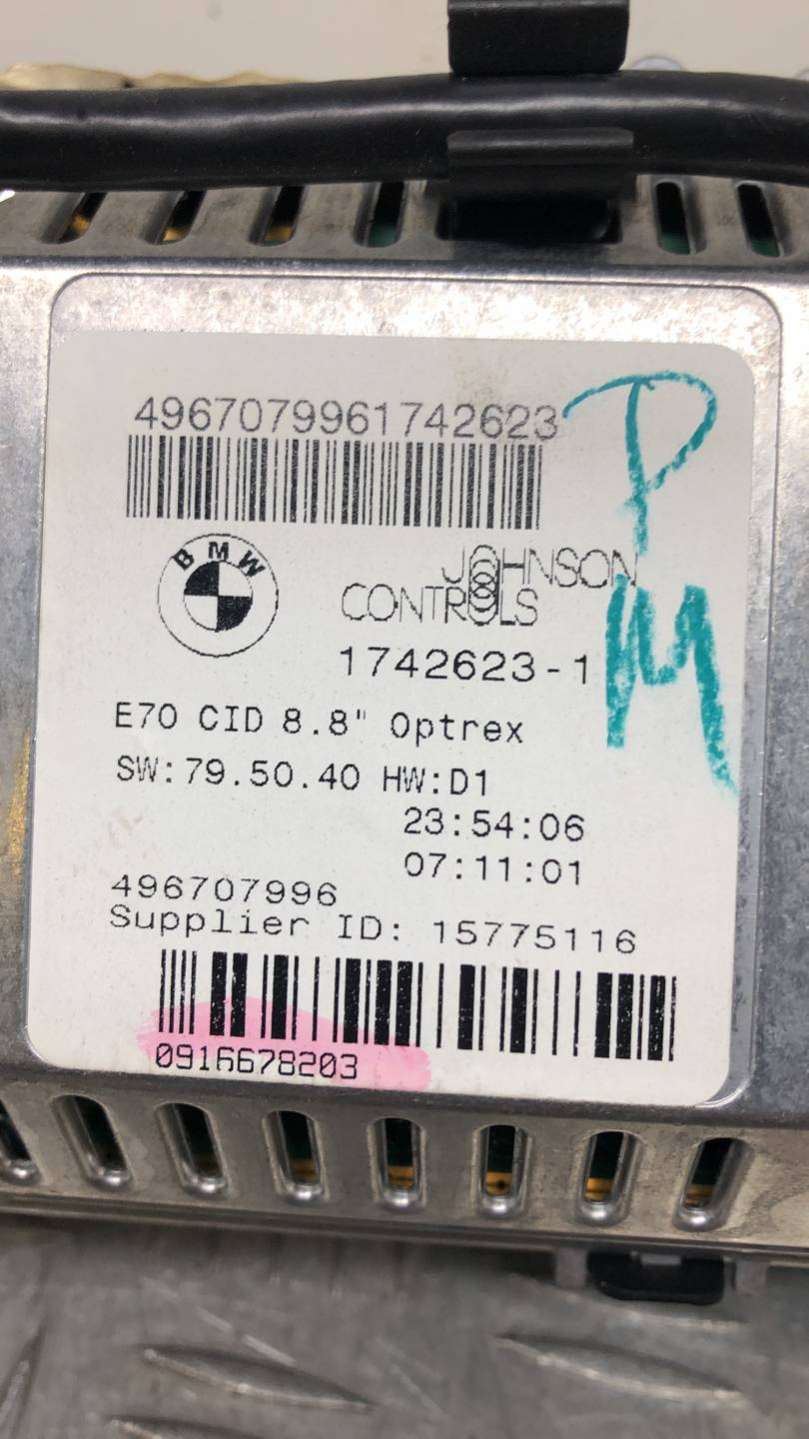 4967079961742623
BMW
JOHNSON
CONTROLS
1742623-1
E70 CID 8.8" Optrex
SW:79.50.40 HW:D1
23:54:06
07:11:01
496707996
Supplier ID: 15775116
0916678203
PM